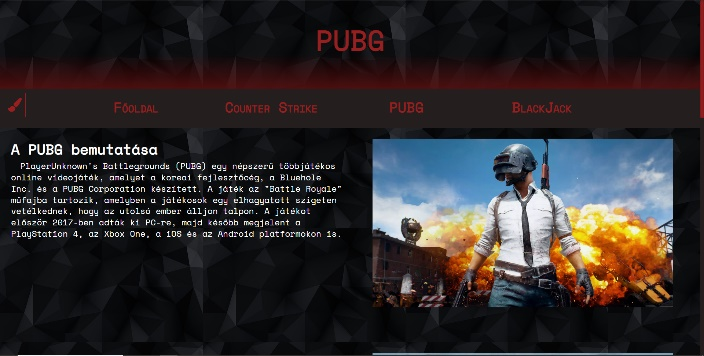 PUBG
Főoldal
Counter Strike
PUBG
BlackJack
A PUBG bemutatása
PlayerUnknown's Battlegrounds (PUBG) egy népszerű többjátékos
online videojáték, amelyet a koreai fejlesztőcég, a Bluehole
Inc. és a PUBG Corporation készített. A játék az "Battle Royale"
műfajba tartozik, amelyben a játékosok egy elhagyatott szigeten
vetélkednek, hogy az utolsó ember álljon talpon. A játékot
először 2017-ben adták ki PC-re, majd később megjelent a
PlayStation 4, az Xbox One, a iOS és az Android platformokon is.